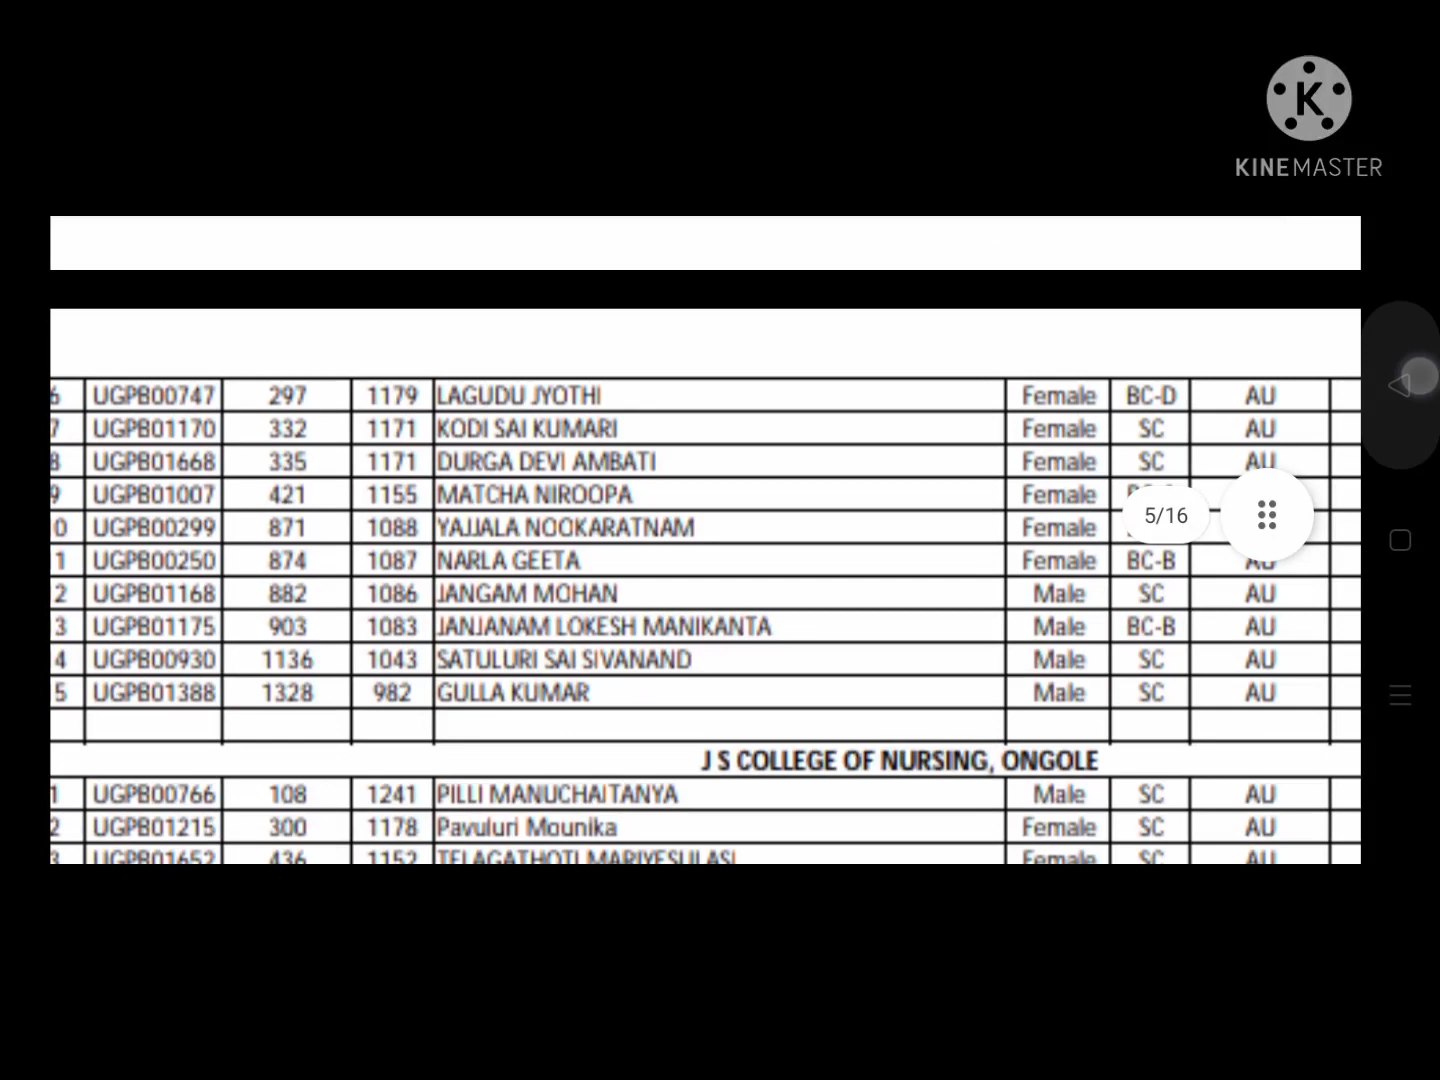 K
KINEMASTER
6 UGPB00747 297 1179 LAGUDU JYOTHI Female BC-D AU
7 UGPB01170 332 1171 KODI SAI KUMARI Female SC AU
8 UGPB01668 335 1171 DURGA DEVI AMBATI Female SC AU
9 UGPB01007 421 1155 MATCHA NIROOPA Female
5/16
0 UGPB00299 871 1088 YAJJALA NOOKARATNAM Female
1 UGPB00250 874 1087 NARLA GEETA Female BC-B AU
2 UGPB01168 882 1086 JANGAM MOHAN Male SC AU
3 UGPB01175 903 1083 JANJANAM LOKESH MANIKANTA Male BC-B AU
4 UGPB00930 1136 1043 SATULURI SAI SIVANAND Male SC AU
5 UGPB01388 1328 982 GULLA KUMAR Male SC AU
J S COLLEGE OF NURSING, ONGOLE
1 UGPB00766 108 1241 PILLI MANUCHAITANYA Male SC AU
2 UGPB01215 300 1178 Pavuluri Mounika Female SC AU
3 UGPB01652 436 1152 TELAGATHOTI MARIYESULASI Female SC AU